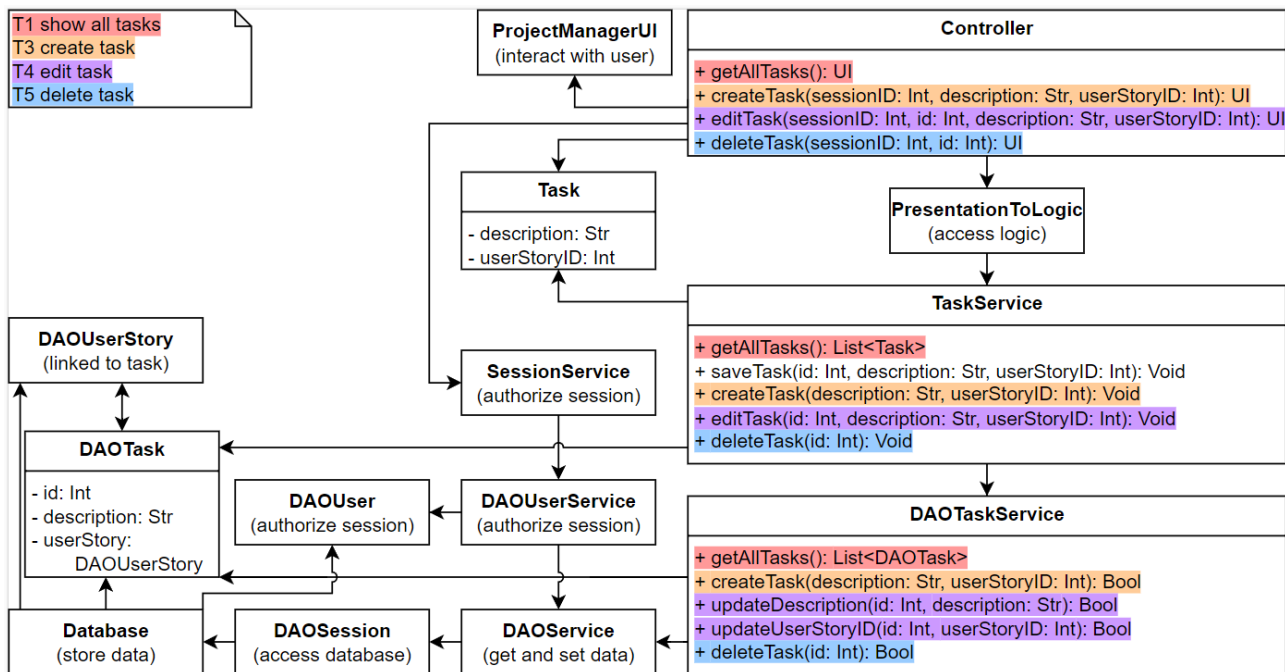 T1 show all tasks
T3 create task
T4 edit task
T5 delete task
ProjectManagerUI
(interact with user)
Controller
+ getAllTasks(): UI
+ createTask(sessionID: Int, description: Str, userStoryID: Int): UI
+ editTask(sessionID: Int, id: Int, description: Str, userStoryID: Int): UI
+ deleteTask(sessionID: Int, id: Int): UI
Task
- description: Str
- userStoryID: Int
PresentationToLogic
(access logic)
TaskService
+ getAllTasks(): List<Task>
+ saveTask(id: Int, description: Str, userStoryID: Int): Void
+ createTask(description: Str, userStoryID: Int): Void
+ editTask(id: Int, description: Str, userStoryID: Int): Void
+ deleteTask(id: Int): Void
DAOUserStory
(linked to task)
SessionService
(authorize session)
DAOTask
- id: Int
- description: Str
- userStory:
DAOUserStory
DAOUser
(authorize session)
DAOUserService
(authorize session)
DAOTaskService
+ getAllTasks(): List<DAOTask>
+ createTask(description: Str, userStoryID: Int): Bool
+ updateDescription(id: Int, description: Str): Bool
+ updateUserStoryID(id: Int, userStoryID: Int): Bool
+ deleteTask(id: Int): Bool
Database
(store data)
DAOSession
(access database)
DAOService
(get and set data)